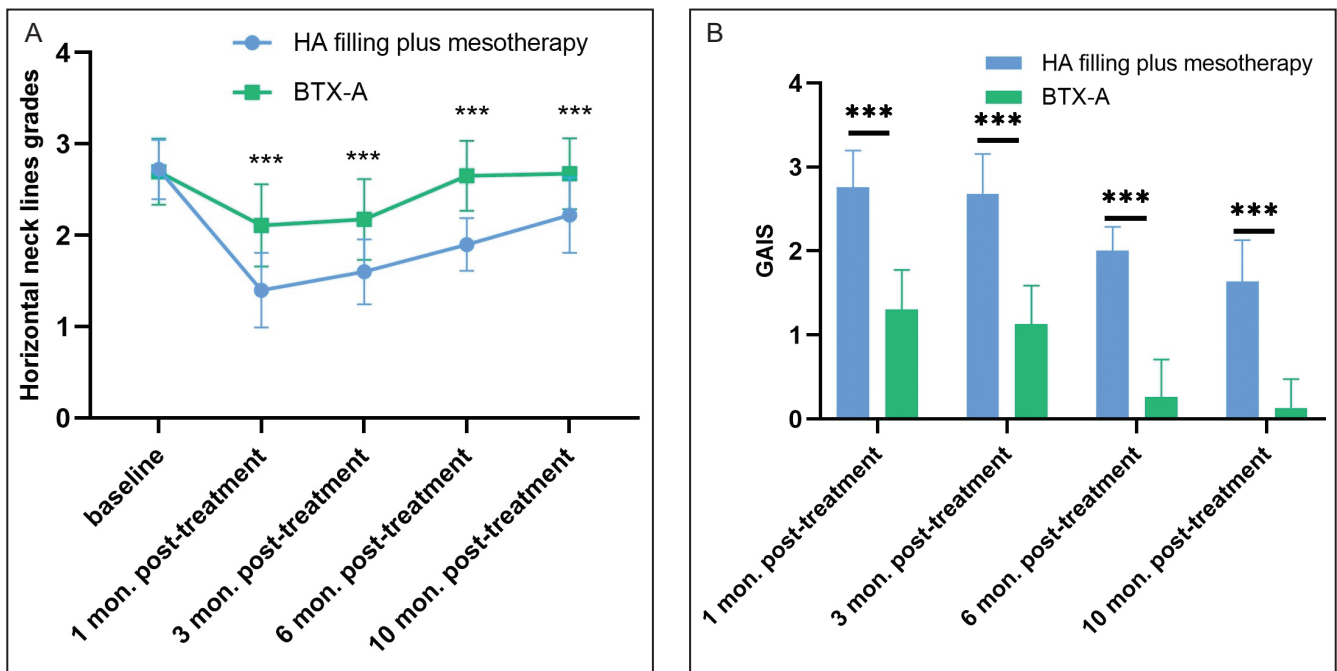 A
HA filling plus mesotherapy
BTX-A
Horizontal neck lines grades
4
3
2
1
0
***
***
***
***
baseline
1 mon. post-treatment
3 mon. post-treatment
6 mon. post-treatment
10 mon. post-treatment
B
HA filling plus mesotherapy
BTX-A
GAIS
4
3
2
1
0
***
***
***
***
1 mon. post-treatment
3 mon. post-treatment
6 mon. post-treatment
10 mon. post-treatment